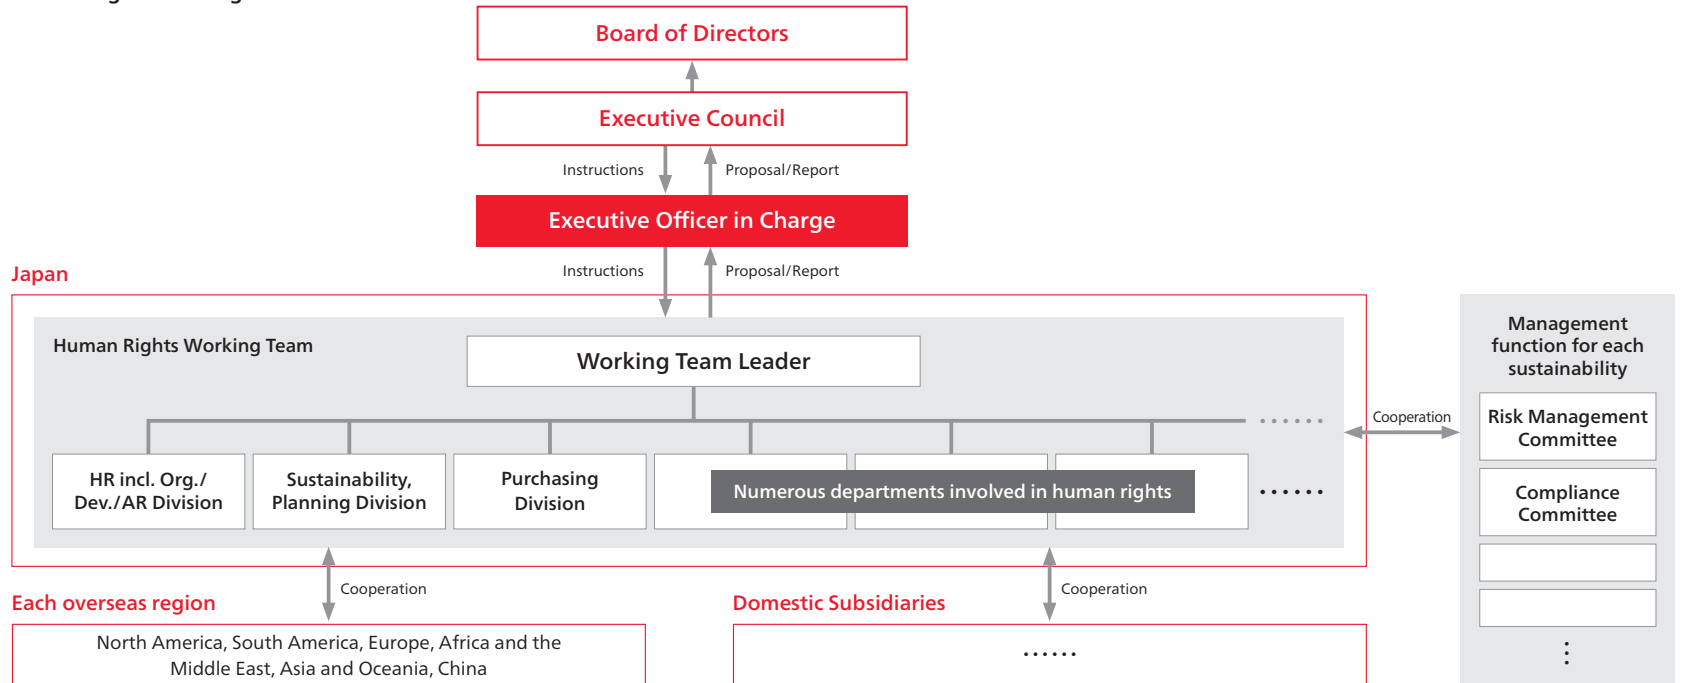 Board of Directors
Executive Council
Instructions
Proposal/Report
Executive Officer in Charge
Instructions
Proposal/Report
Japan
Human Rights Working Team
Working Team Leader
......
HR incl. Org./
Dev./AR Division
Sustainability,
Planning Division
Purchasing
Division
Numerous departments involved in human rights
......
Cooperation
Management
function for each
sustainability
Risk Management
Committee
Compliance
Committee
⋮
Cooperation
Each overseas region
North America, South America, Europe, Africa and the
Middle East, Asia and Oceania, China
Cooperation
Domestic Subsidiaries
......